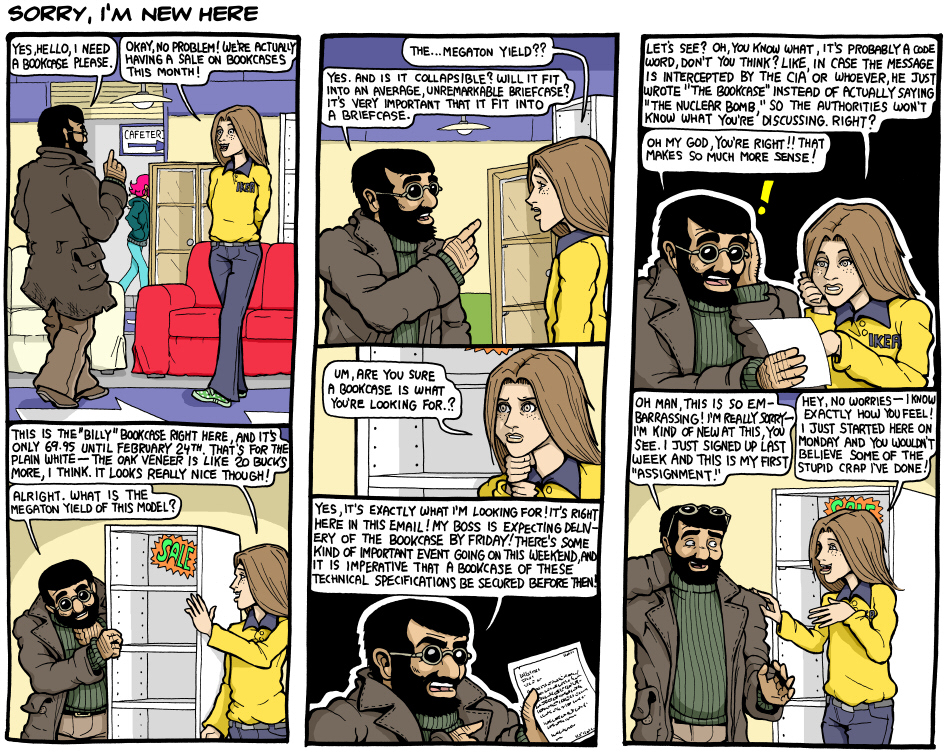 SORRY, I'M NEW HERE
YES, HELLO, I NEED
A BOOKCASE PLEASE.
OKAY, NO PROBLEM! WE'RE ACTUALLY
HAVING A SALE ON BOOKCASES
THIS MONTH!
CAFETER
IKEA
THIS IS THE "BILLY" BOOKCASE RIGHT HERE, AND IT'S
ONLY 69.95 UNTIL FEBRUARY 24TH. THAT'S FOR THE
PLAIN WHITE— THE OAK VENEER IS LIKE 20 BUCKS
MORE, I THINK. IT LOOKS REALLY NICE THOUGH!
ALRIGHT. WHAT IS THE
MEGATON YIELD OF THIS MODEL?
SALE
THE...MEGATON YIELD??
YES. AND IS IT COLLAPSIBLE? WILL IT FIT
INTO AN AVERAGE, UNREMARKABLE BRIEFCASE?
IT'S VERY IMPORTANT THAT IT FIT INTO
A BRIEFCASE.
UM, ARE YOU SURE
A BOOKCASE IS WHAT
YOU'RE LOOKING FOR..?
YES, IT'S EXACTLY WHAT I'M LOOKING FOR! IT'S RIGHT
HERE IN THIS EMAIL! MY BOSS IS EXPECTING DELIV-
ERY OF THE BOOKCASE BY FRIDAY! THERE'S SOME
KIND OF IMPORTANT EVENT GOING ON THIS WEEKEND, AND
IT IS IMPERATIVE THAT A BOOKCASE OF THESE
TECHNICAL SPECIFICATIONS BE SECURED BEFORE THEN!
LET'S SEE? OH, YOU KNOW WHAT, IT'S PROBABLY A CODE
WORD, DON'T YOU THINK? LIKE, IN CASE THE MESSAGE
IS INTERCEPTED BY THE CIA OR WHOEVER, HE JUST
WROTE "THE BOOKCASE" INSTEAD OF ACTUALLY SAYING
"THE NUCLEAR BOMB," SO THE AUTHORITIES WON'T
KNOW WHAT YOU'RE DISCUSSING. RIGHT?
OH MY GOD, YOU'RE RIGHT!! THAT
MAKES SO MUCH MORE SENSE!
!
IKEA
OH MAN, THIS IS SO EM-
BARRASSING! I'M REALLY SORRY—
I'M KIND OF NEW AT THIS, YOU
SEE. I JUST SIGNED UP LAST
WEEK AND THIS IS MY FIRST
"ASSIGNMENT."
HEY, NO WORRIES— I KNOW
EXACTLY HOW YOU FEEL!
I JUST STARTED HERE ON
MONDAY AND YOU WOULDN'T
BELIEVE SOME OF THE
STUPID CRAP I'VE DONE!
SALE